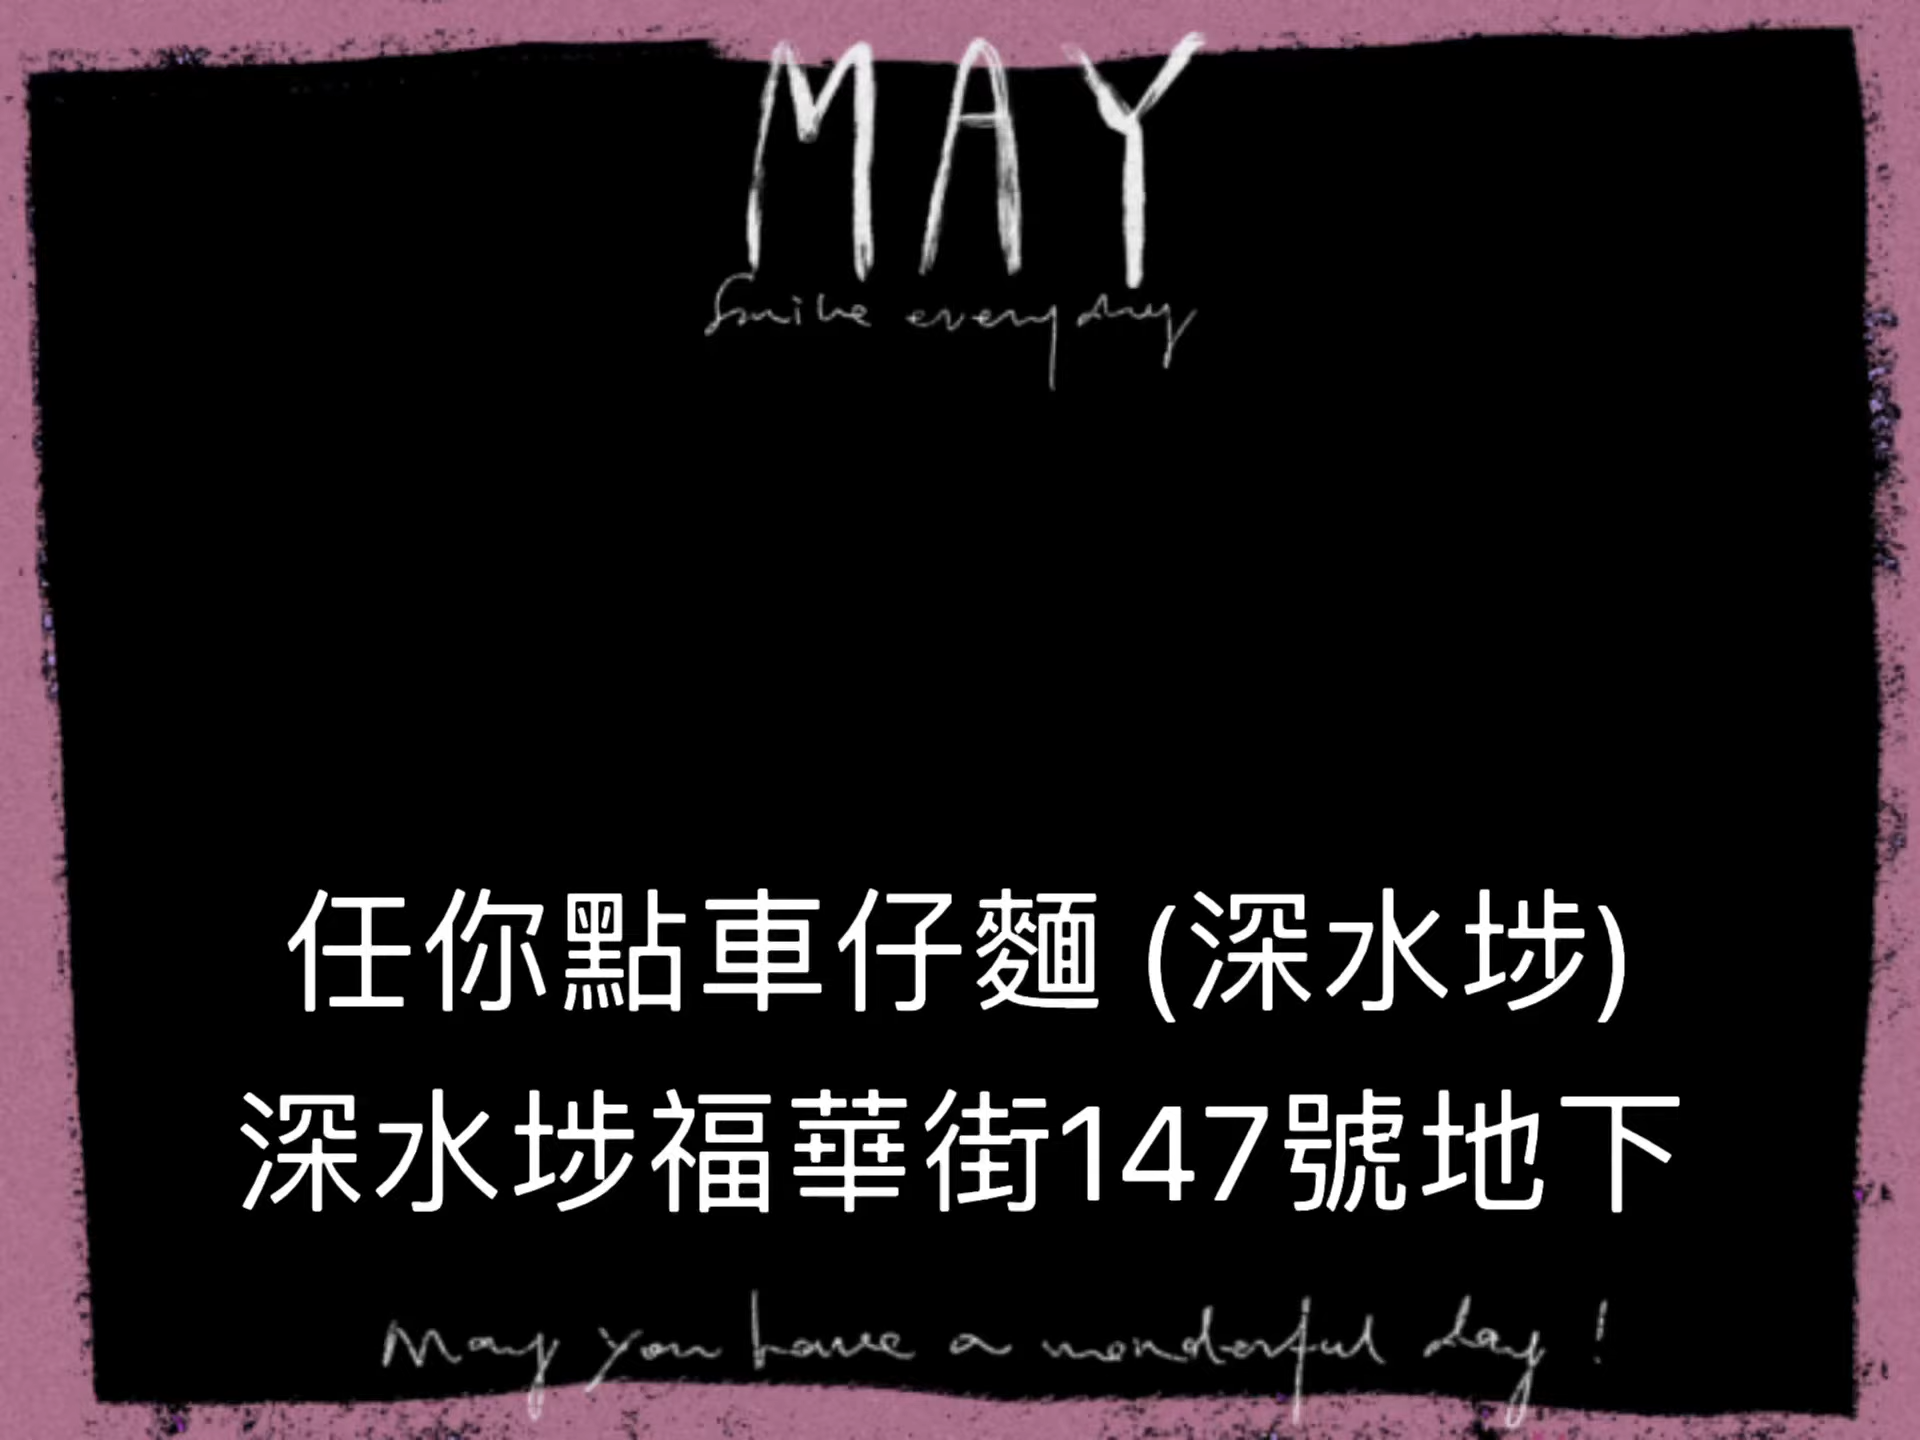 MAY
Smile everyday
任你點車仔麵 (深水埗)
深水埗福華街147號地下
May you have a wonderful day !